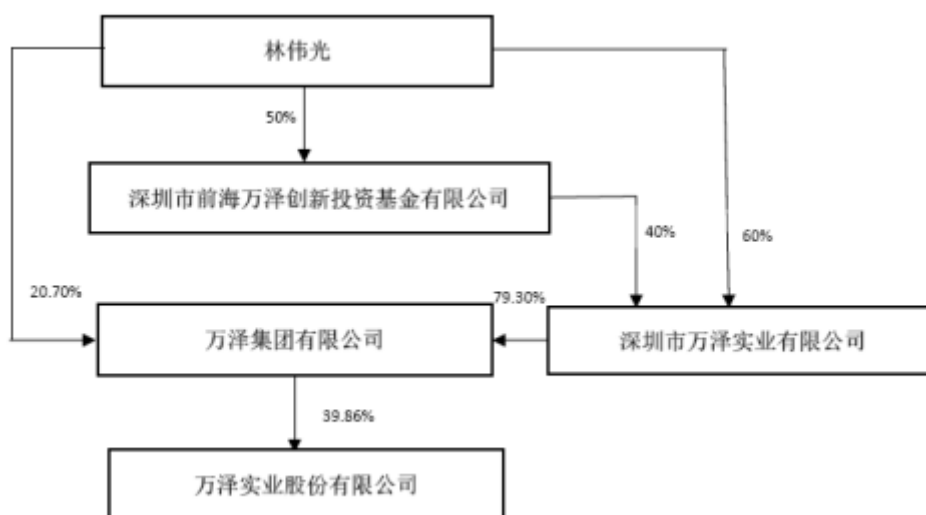 林伟光
50%
深圳市前海万泽创新投资基金有限公司
40%
60%
20.70%
79.30%
万泽集团有限公司
深圳市万泽实业有限公司
39.86%
万泽实业股份有限公司